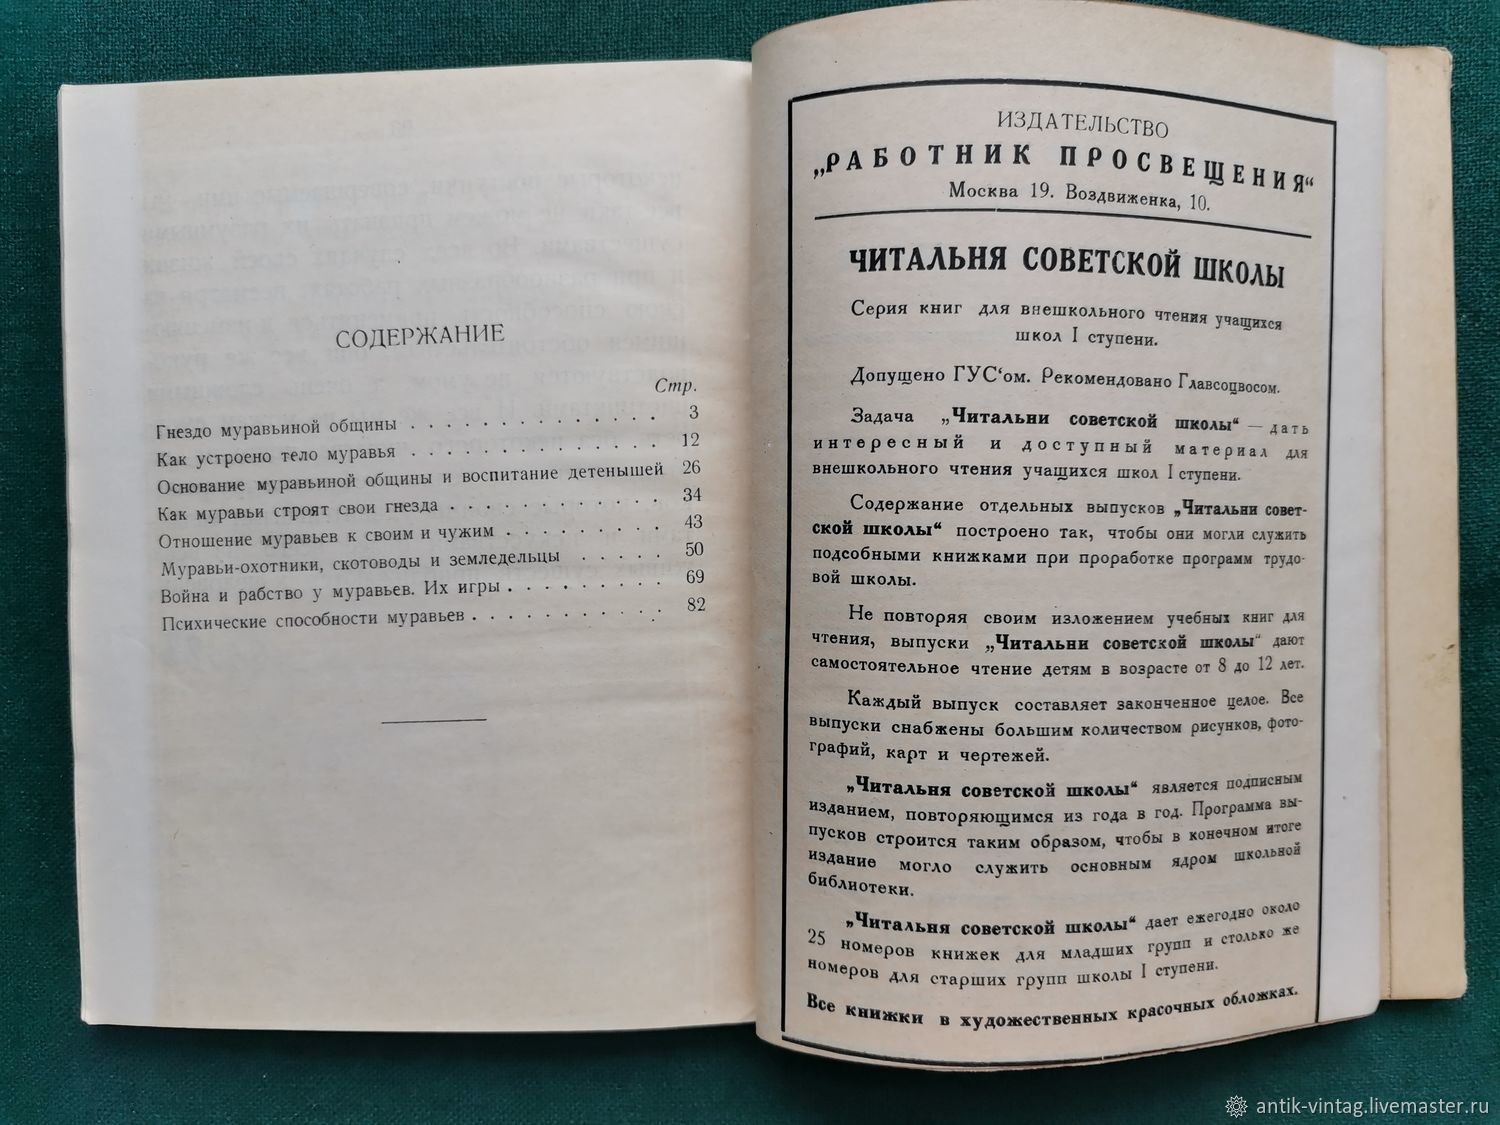 СОДЕРЖАНИЕ
Стр.
Гнездо муравьиной общины . . . . . . . . . . . . . 3
Как устроено тело муравья . . . . . . . . . . . . . 12
Основание муравьиной общины и воспитание детенышей 26
Как муравьи строят свои гнезда . . . . . . . . . . . 34
Отношение муравьев к своим и чужим . . . . . . . . 43
Муравьи-охотники, скотоводы и земледельцы . . . . . 50
Война и рабство у муравьев. Их игры . . . . . . . . 69
Психические способности муравьев . . . . . . . . . . 82
ИЗДАТЕЛЬСТВО
„РАБОТНИК ПРОСВЕЩЕНИЯ“
Москва 19. Воздвиженка, 10.
ЧИТАЛЬНЯ СОВЕТСКОЙ ШКОЛЫ
Серия книг для внешкольного чтения учащихся
школ I ступени.
Допущено ГУС‘ом. Рекомендовано Главсоцвосом.
Задача „Читальни советской школы“ — дать
интересный и доступный материал для
внешкольного чтения учащихся школ I ступени.
Содержание отдельных выпусков „Читальни совет-
ской школы“ построено так, чтобы они могли служить
подсобными книжками при проработке программ трудо-
вой школы.
Не повторяя своим изложением учебных книг для
чтения, выпуски „Читальни советской школы“ дают
самостоятельное чтение детям в возрасте от 8 до 12 лет.
Каждый выпуск составляет законченное целое. Все
выпуски снабжены большим количеством рисунков, фото-
графий, карт и чертежей.
„Читальня советской школы“ является подписным
изданием, повторяющимся из года в год. Программа вы-
пусков строится таким образом, чтобы в конечном итоге
издание могло служить основным ядром школьной
библиотеки.
„Читальня советской школы“ дает ежегодно около
25 номеров книжек для младших групп и столько же
номеров для старших групп школы I ступени.
Все книжки в художественных красочных обложках.
antik-vintag.livemaster.ru